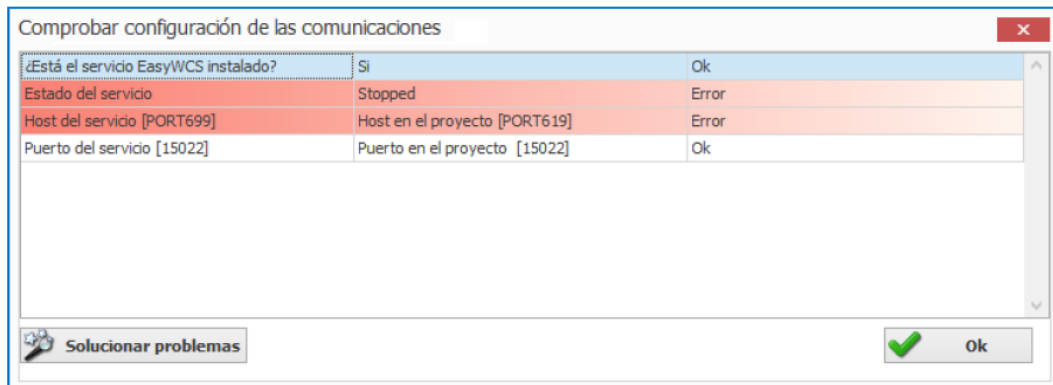 Comprobar configuración de las comunicaciones
¿Está el servicio EasyWCS instalado? Si Ok
Estado del servicio Stopped Error
Host del servicio [PORT699] Host en el proyecto [PORT619] Error
Puerto del servicio [15022] Puerto en el proyecto [15022] Ok
Solucionar problemas Ok